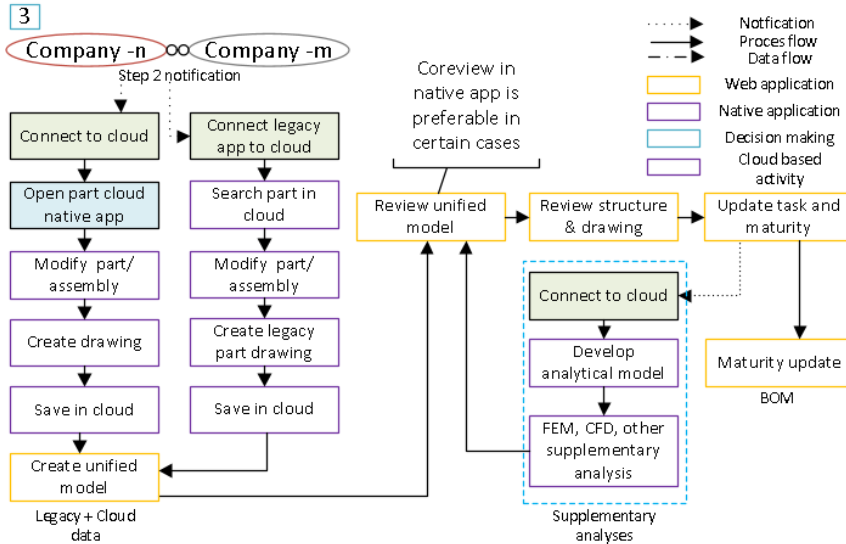 3
Company -n
Company -m
Step 2 notification
Connect to cloud
Open part cloud
native app
Modify part/
assembly
Create drawing
Save in cloud
Create unified
model
Legacy + Cloud
data
Connect legacy
app to cloud
Search part in
cloud
Modify part/
assembly
Create legacy
part drawing
Save in cloud
Coreview in
native app is
preferable in
certain cases
Review unified
model
Review structure
& drawing
Update task and
maturity
Connect to cloud
Develop
analytical model
FEM, CFD, other
supplementary
analysis
Supplementary
analyses
Maturity update
BOM
Notfication
Proces flow
Data flow
Web application
Native application
Decision making
Cloud based
activity